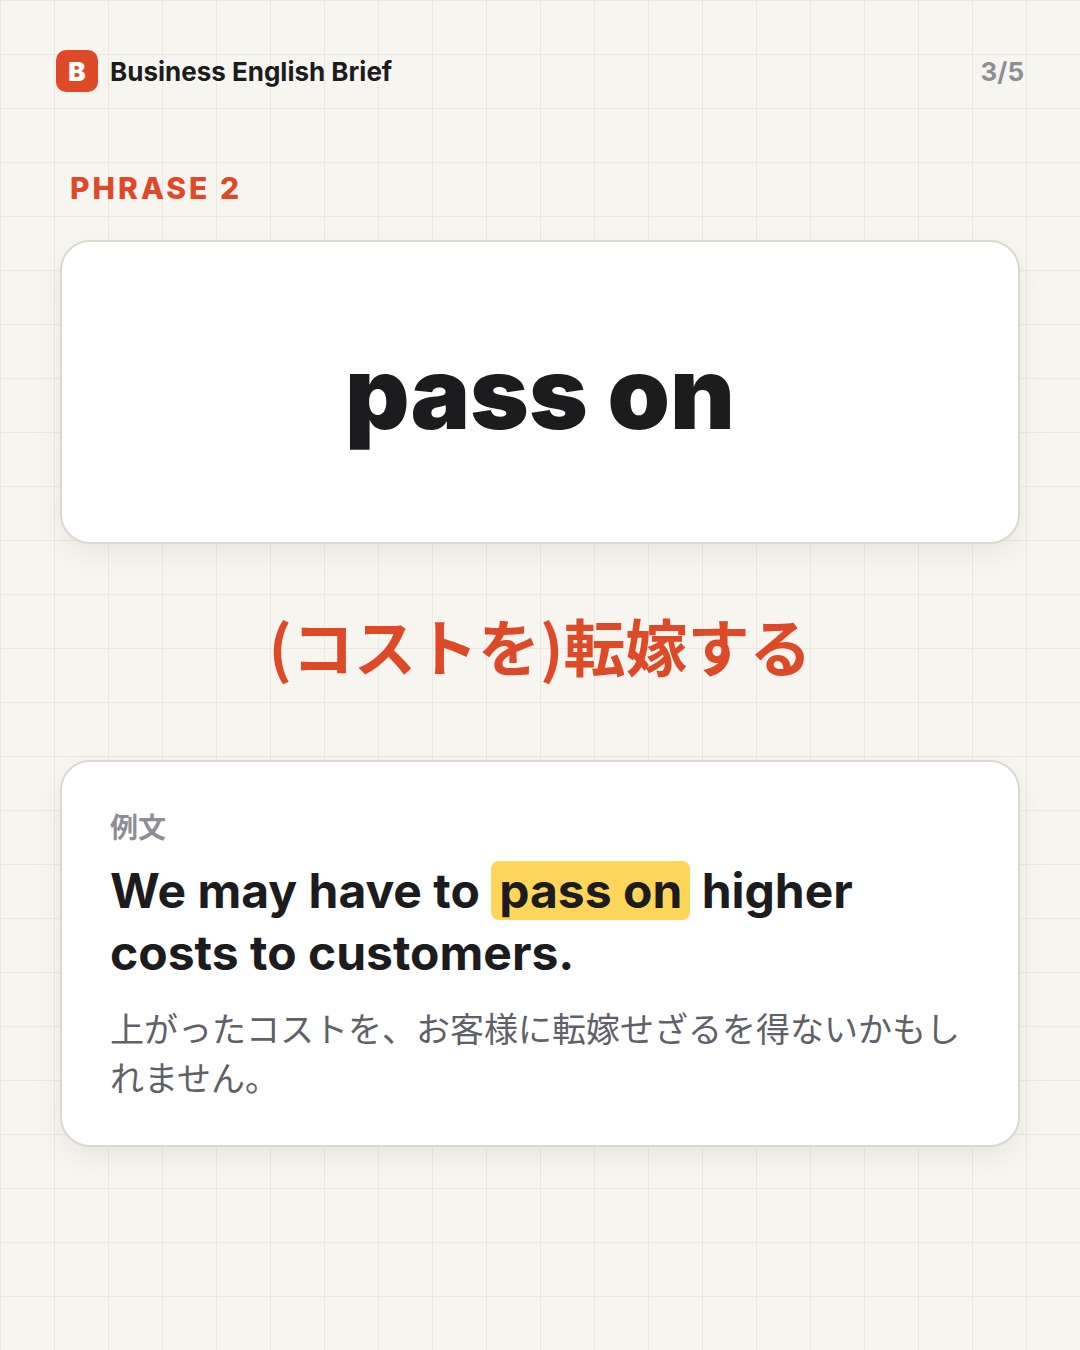 B Business English Brief 3/5
PHRASE 2
pass on
(コストを)転嫁する
例文
We may have to pass on higher
costs to customers.
上がったコストを、お客様に転嫁せざるを得ないかもし
れません。